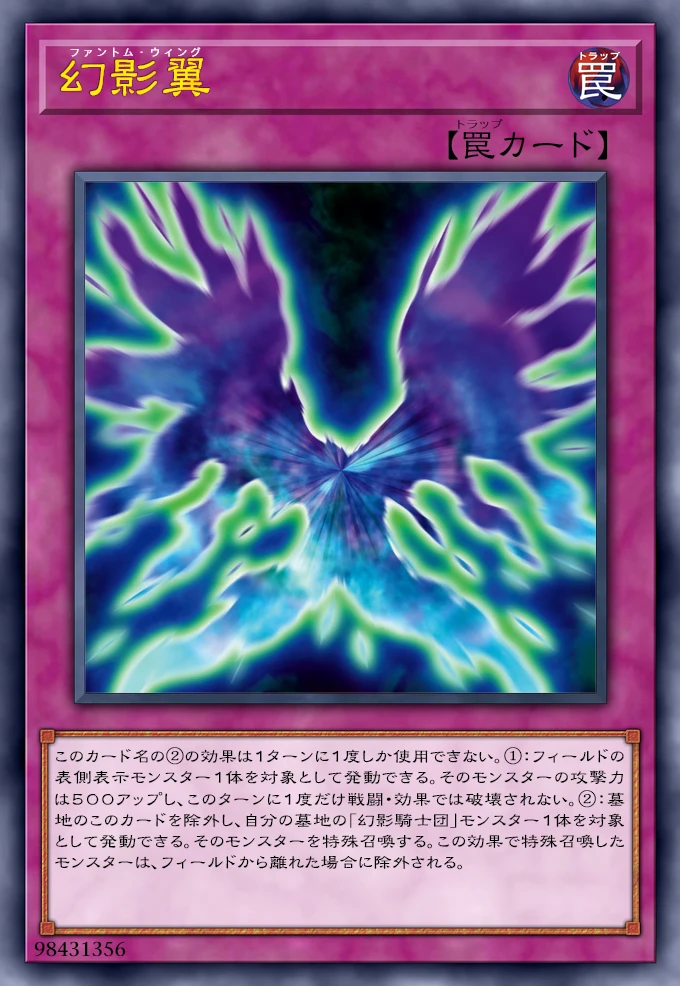 ファントム・ウィング
幻影翼
トラップ
罠
トラップ
【罠カード】
このカード名の②の効果は１ターンに１度しか使用できない。①：フィールドの
表側表示モンスター１体を対象として発動できる。そのモンスターの攻撃力
は５００アップし、このターンに１度だけ戦闘・効果では破壊されない。②：墓
地のこのカードを除外し、自分の墓地の「幻影騎士団」モンスター１体を対象
として発動できる。そのモンスターを特殊召喚する。この効果で特殊召喚した
モンスターは、フィールドから離れた場合に除外される。
98431356